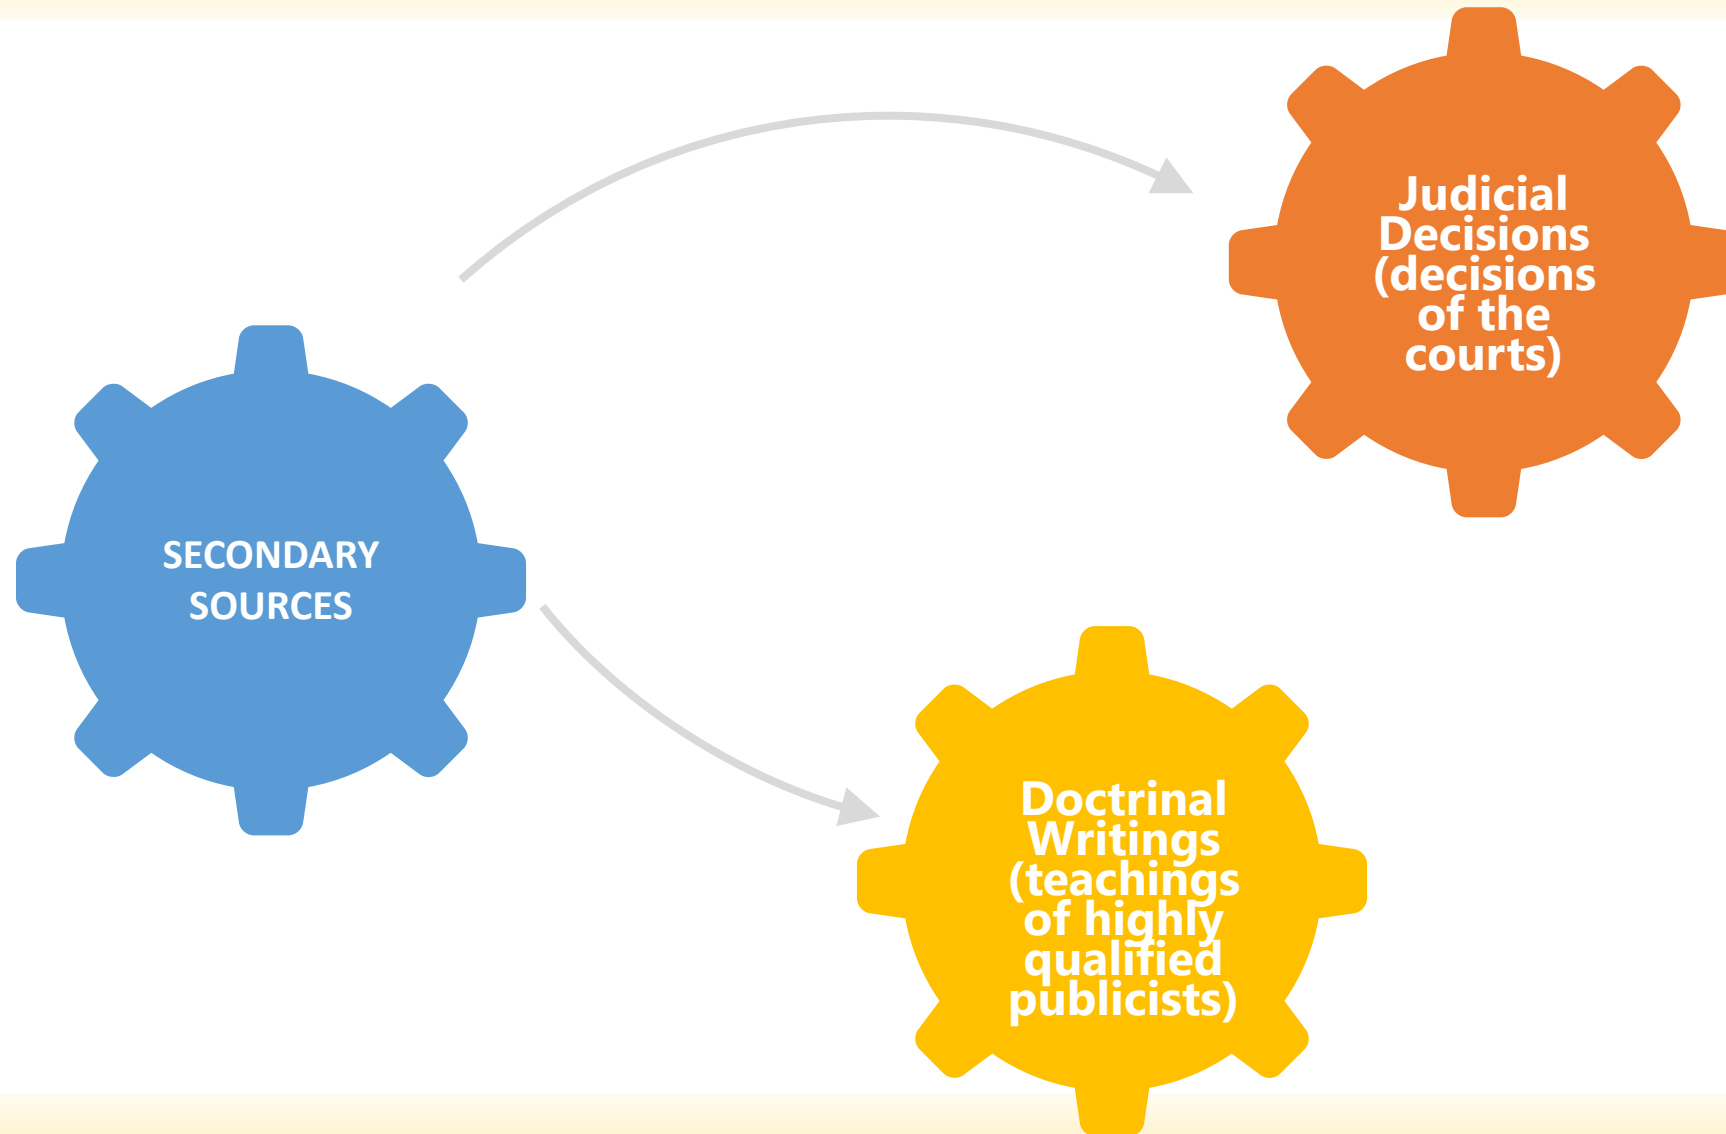 Judicial
Decisions
(decisions
of the
courts)
SECONDARY
SOURCES
Doctrinal
Writings
(teachings
of highly
qualified
publicists)